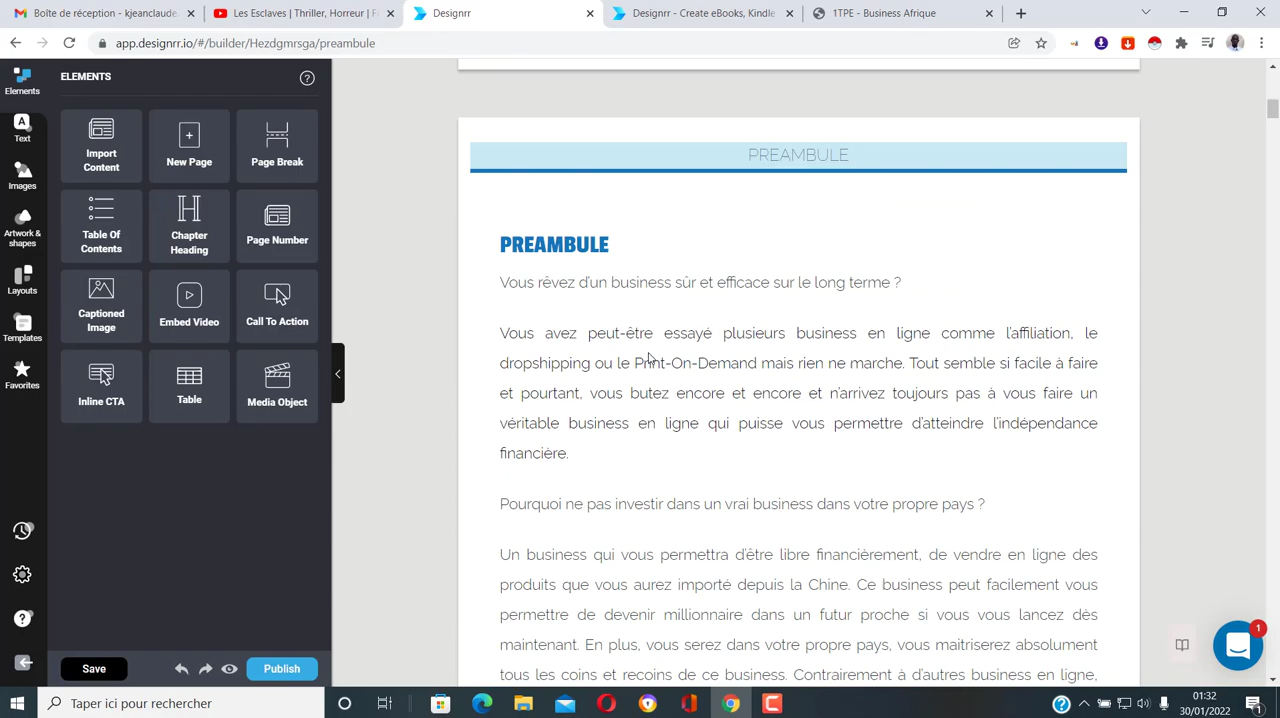 Boîte de réception - kjeanclaude
Les Esclaves | Thriller, Horreur | F
Designrr
Designrr - Create eBooks, Kindle
1TPE - Business Afrique
app.designrr.io/#/builder/Hezdgmrsga/preambule
Elements
Text
Images
Artwork & shapes
Layouts
Templates
Favorites
ELEMENTS
Import Content
New Page
Page Break
Table Of Contents
Chapter Heading
Page Number
Captioned Image
Embed Video
Call To Action
Inline CTA
Table
Media Object
Save
Publish
PREAMBULE
PREAMBULE
Vous rêvez d'un business sûr et efficace sur le long terme ?
Vous avez peut-être essayé plusieurs business en ligne comme l'affiliation, le
dropshipping ou le Print-On-Demand mais rien ne marche. Tout semble si facile à faire
et pourtant, vous butez encore et encore et n'arrivez toujours pas à vous faire un
véritable business en ligne qui puisse vous permettre d'atteindre l'indépendance
financière.
Pourquoi ne pas investir dans un vrai business dans votre propre pays ?
Un business qui vous permettra d'être libre financièrement, de vendre en ligne des
produits que vous aurez importé depuis la Chine. Ce business peut facilement vous
permettre de devenir millionnaire dans un futur proche si vous vous lancez dès
maintenant. En plus, vous serez dans votre propre pays, vous maitriserez absolument
tous les coins et recoins de ce business. Contrairement à d'autres business en ligne,
1
Taper ici pour rechercher
01:32
30/01/2022
1